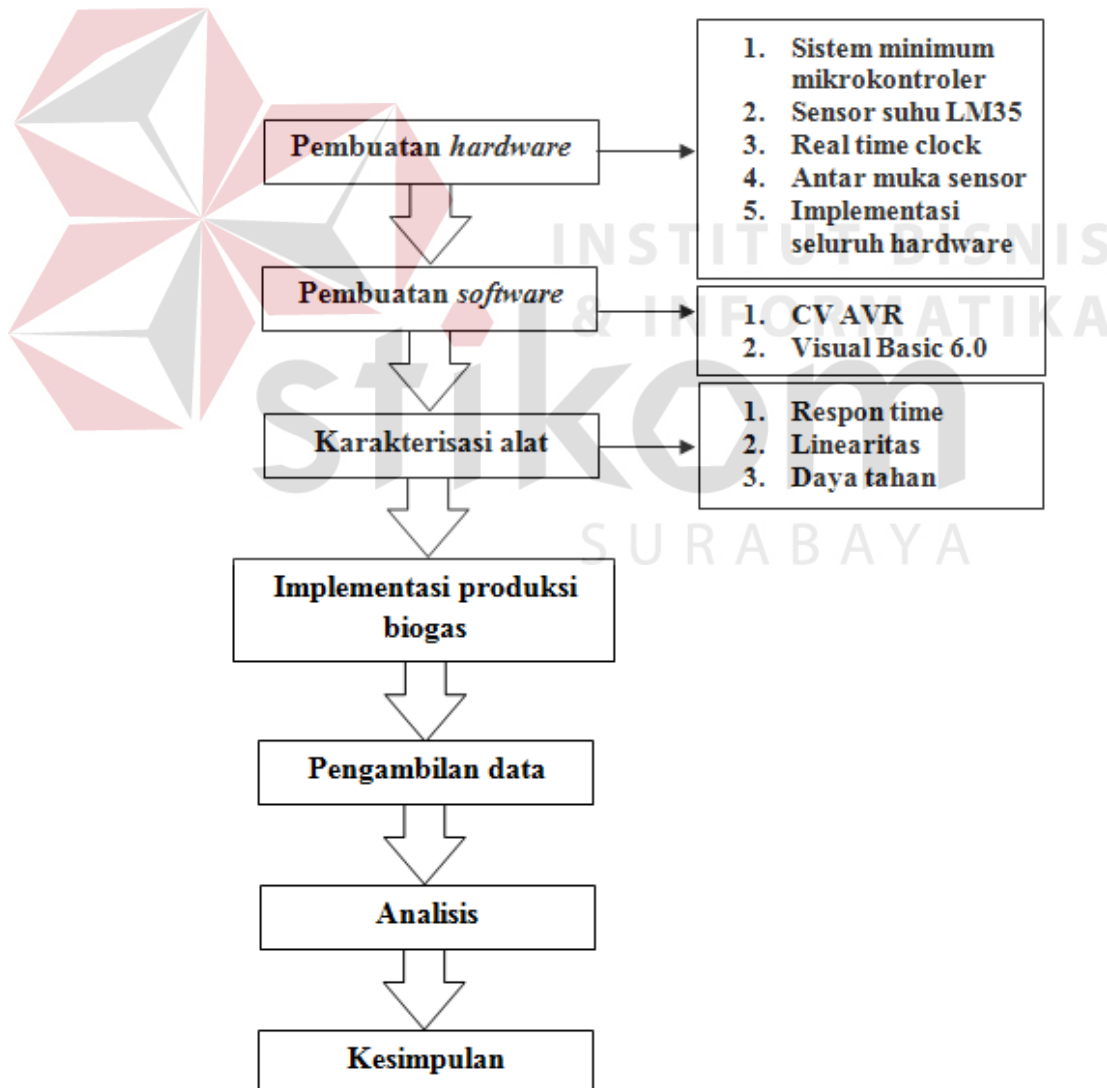 Pembuatan hardware
1. Sistem minimum
mikrokontroler
2. Sensor suhu LM35
3. Real time clock
4. Antar muka sensor
5. Implementasi
seluruh hardware
INSTITUT BISNIS
& INFORMATIKA
stikom
SURABAYA
Pembuatan software
1. CV AVR
2. Visual Basic 6.0
Karakterisasi alat
1. Respon time
2. Linearitas
3. Daya tahan
Implementasi produksi
biogas
Pengambilan data
Analisis
Kesimpulan